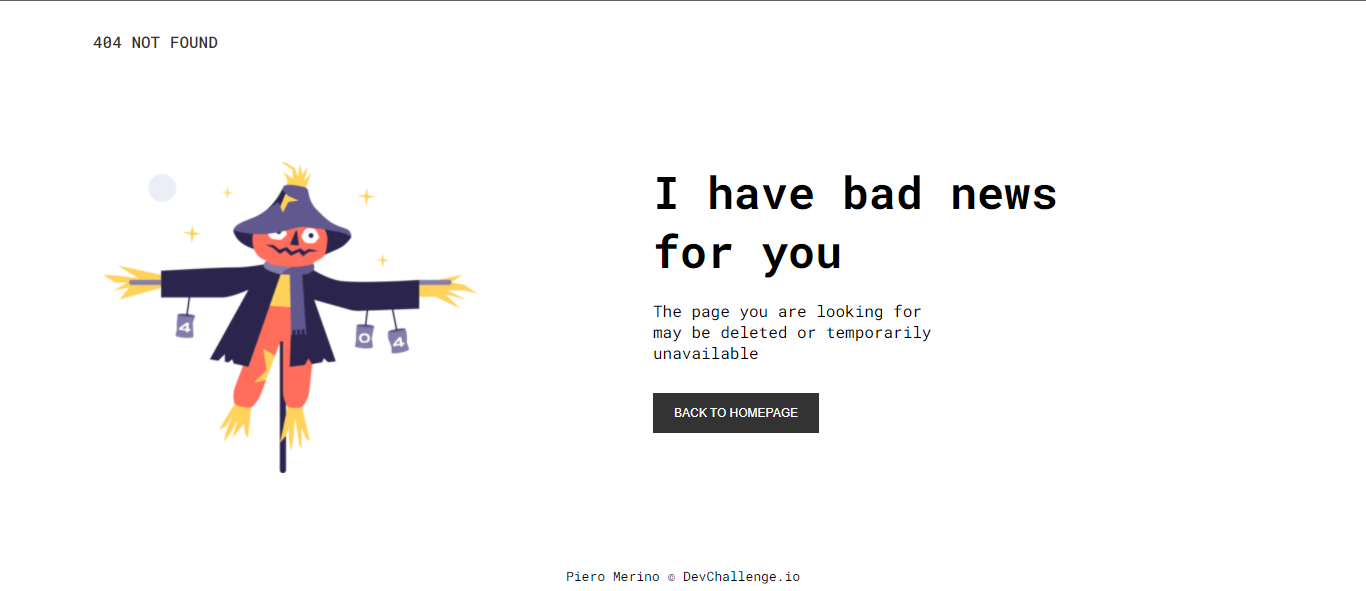 404 NOT FOUND
I have bad news
for you
The page you are looking for
may be deleted or temporarily
unavailable
BACK TO HOMEPAGE
4
0
4
Piero Merino © DevChallenge.io